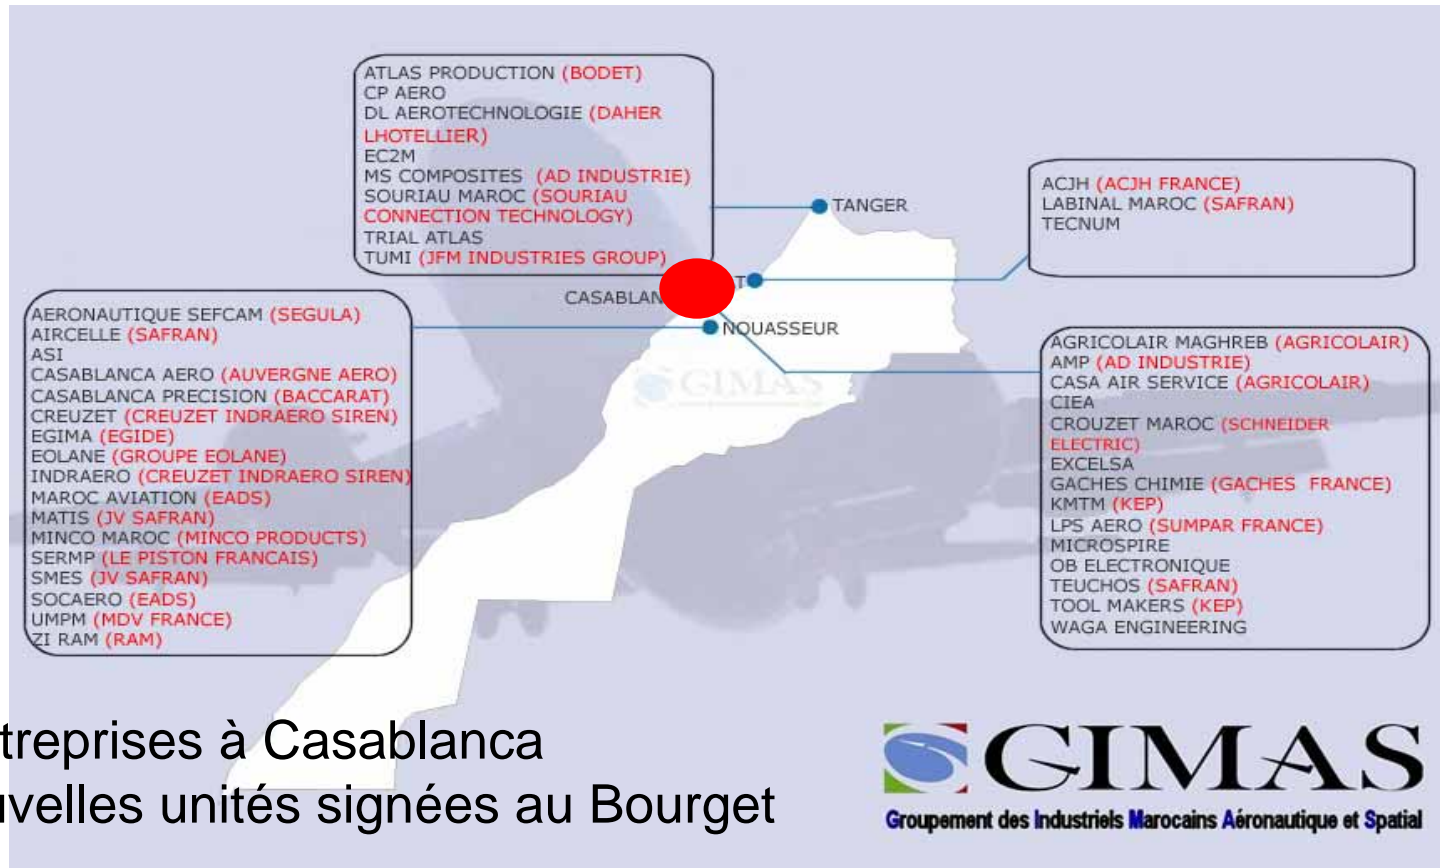 ATLAS PRODUCTION (BODET)
CP AERO
DL AEROTECHNOLOGIE (DAHER
LHOTELLIER)
EC2M
MS COMPOSITES (AD INDUSTRIE)
SOURIAU MAROC (SOURIAU
CONNECTION TECHNOLOGY)
TRIAL ATLAS
TUMI (JFM INDUSTRIES GROUP)
TANGER
ACJH (ACJH FRANCE)
LABINAL MAROC (SAFRAN)
TECNUM
T
CASABLAN
NOUASSEUR
AERONAUTIQUE SEFCAM (SEGULA)
AIRCELLE (SAFRAN)
ASI
CASABLANCA AERO (AUVERGNE AERO)
CASABLANCA PRECISION (BACCARAT)
CREUZET (CREUZET INDRAERO SIREN)
EGIMA (EGIDE)
EOLANE (GROUPE EOLANE)
INDRAERO (CREUZET INDRAERO SIREN)
MAROC AVIATION (EADS)
MATIS (JV SAFRAN)
MINCO MAROC (MINCO PRODUCTS)
SERMP (LE PISTON FRANCAIS)
SMES (JV SAFRAN)
SOCAERO (EADS)
UMPM (MDV FRANCE)
ZI RAM (RAM)
GIMAS
AGRICOLAIR MAGHREB (AGRICOLAIR)
AMP (AD INDUSTRIE)
CASA AIR SERVICE (AGRICOLAIR)
CIEA
CROUZET MAROC (SCHNEIDER
ELECTRIC)
EXCELSA
GACHES CHIMIE (GACHES FRANCE)
KMTM (KEP)
LPS AERO (SUMPAR FRANCE)
MICROSPIRE
OB ELECTRONIQUE
TEUCHOS (SAFRAN)
TOOL MAKERS (KEP)
WAGA ENGINEERING
treprises à Casablanca
uvelles unités signées au Bourget
GIMAS
Groupement des Industriels Marocains Aéronautique et Spatial